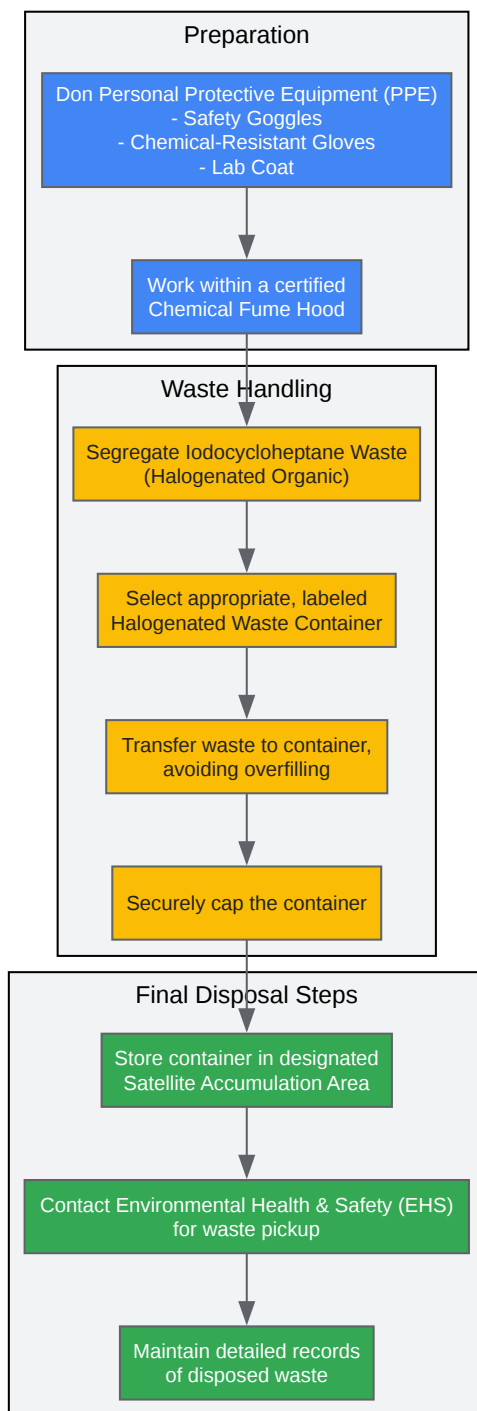 Preparation
Don Personal Protective Equipment (PPE)
- Safety Goggles
- Chemical-Resistant Gloves
- Lab Coat
Work within a certified
Chemical Fume Hood
Waste Handling
Segregate Iodocycloheptane Waste
(Halogenated Organic)
Select appropriate, labeled
Halogenated Waste Container
Transfer waste to container,
avoiding overfilling
Securely cap the container
Final Disposal Steps
Store container in designated
Satellite Accumulation Area
Contact Environmental Health & Safety (EHS)
for waste pickup
Maintain detailed records
of disposed waste